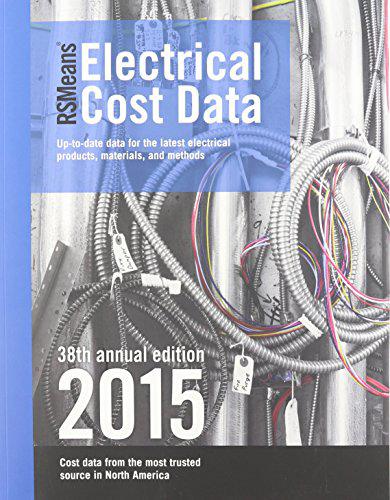 RSMeans®
Electrical
Cost Data
Up-to-date data for the latest electrical
products, materials, and methods
38th annual edition
2015
Cost data from the most trusted
source in North America